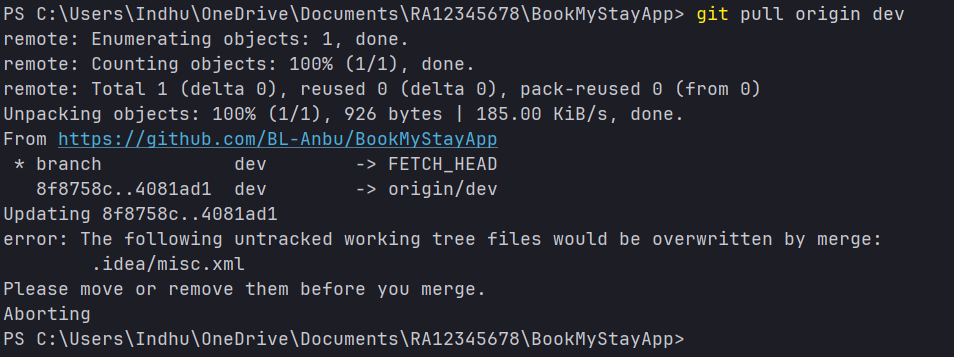 PS C:\Users\Indhu\OneDrive\Documents\RA12345678\BookMyStayApp> git pull origin dev
remote: Enumerating objects: 1, done.
remote: Counting objects: 100% (1/1), done.
remote: Total 1 (delta 0), reused 0 (delta 0), pack-reused 0 (from 0)
Unpacking objects: 100% (1/1), 926 bytes | 185.00 KiB/s, done.
From https://github.com/BL-Anbu/BookMyStayApp
 * branch            dev        -> FETCH_HEAD
   8f8758c..4081ad1  dev        -> origin/dev
Updating 8f8758c..4081ad1
error: The following untracked working tree files would be overwritten by merge:
        .idea/misc.xml
Please move or remove them before you merge.
Aborting
PS C:\Users\Indhu\OneDrive\Documents\RA12345678\BookMyStayApp>